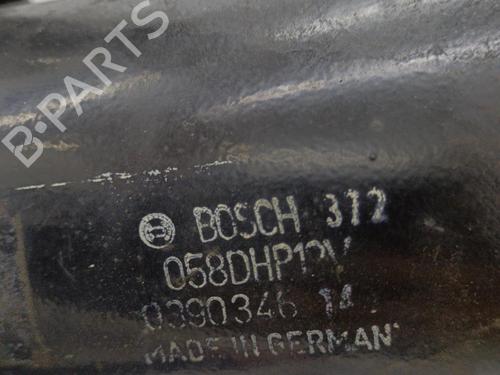 B-PARTS
BOSCH 312
058DHP12V
0390346 14
MADE IN GERMANY